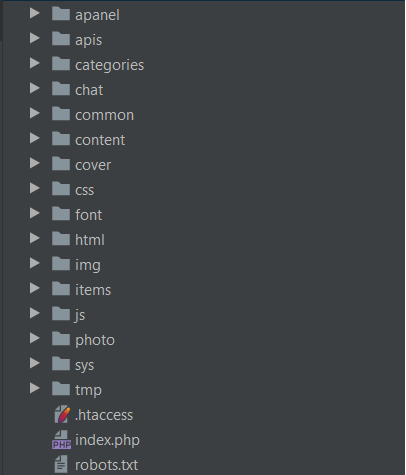 apanel
apis
categories
chat
common
content
cover
css
font
html
img
items
js
photo
sys
tmp
.htaccess
PHP index.php
robots.txt